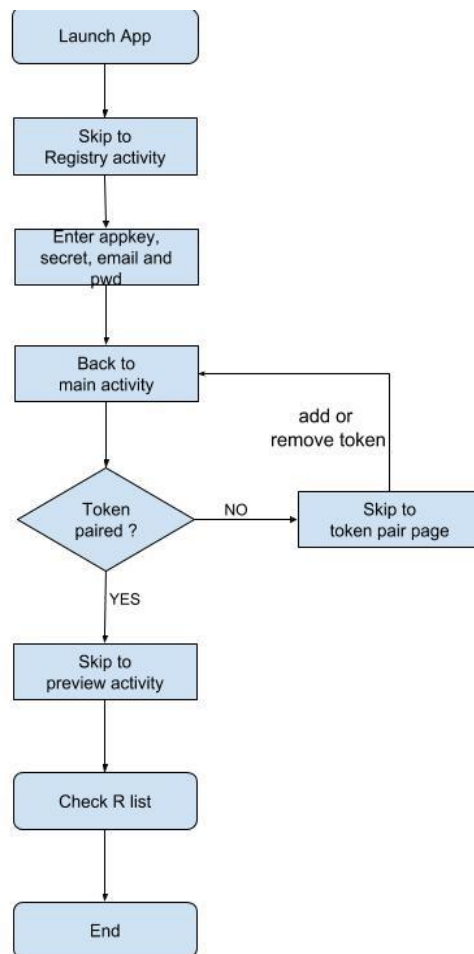 Launch App
Skip to
Registry activity
Enter appkey,
secret, email and
pwd
Back to
main activity
add or
remove token
Token
paired ?
NO
Skip to
token pair page
YES
Skip to
preview activity
Check R list
End